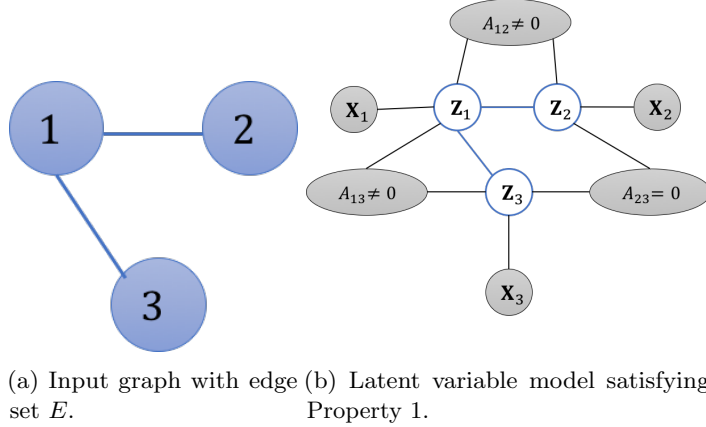 1
2
3
A₁₂ ≠ 0
X₁
Z₁
Z₂
X₂
A₁₃ ≠ 0
Z₃
A₂₃ = 0
X₃
(a) Input graph with edge
set E.
(b) Latent variable model satisfying
Property 1.